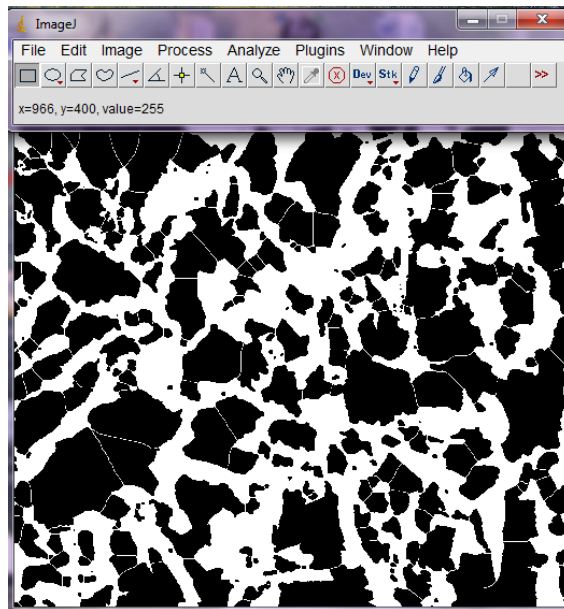 ImageJ
File Edit Image Process Analyze Plugins Window Help
A Dev Stk >>
x=966, y=400, value=255